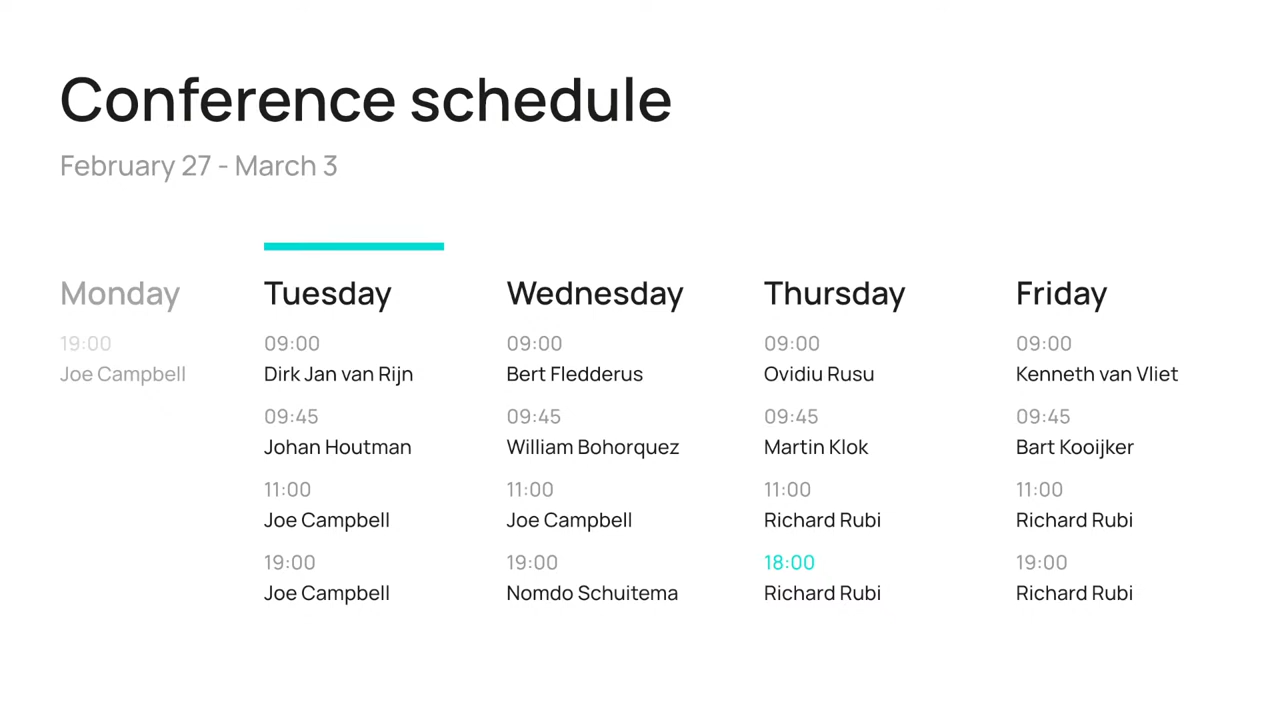 Conference schedule
February 27 - March 3
Monday
19:00
Joe Campbell
Tuesday
09:00
Dirk Jan van Rijn
09:45
Johan Houtman
11:00
Joe Campbell
19:00
Joe Campbell
Wednesday
09:00
Bert Fledderus
09:45
William Bohorquez
11:00
Joe Campbell
19:00
Nomdo Schuitema
Thursday
09:00
Ovidiu Rusu
09:45
Martin Klok
11:00
Richard Rubi
18:00
Richard Rubi
Friday
09:00
Kenneth van Vliet
09:45
Bart Kooijker
11:00
Richard Rubi
19:00
Richard Rubi